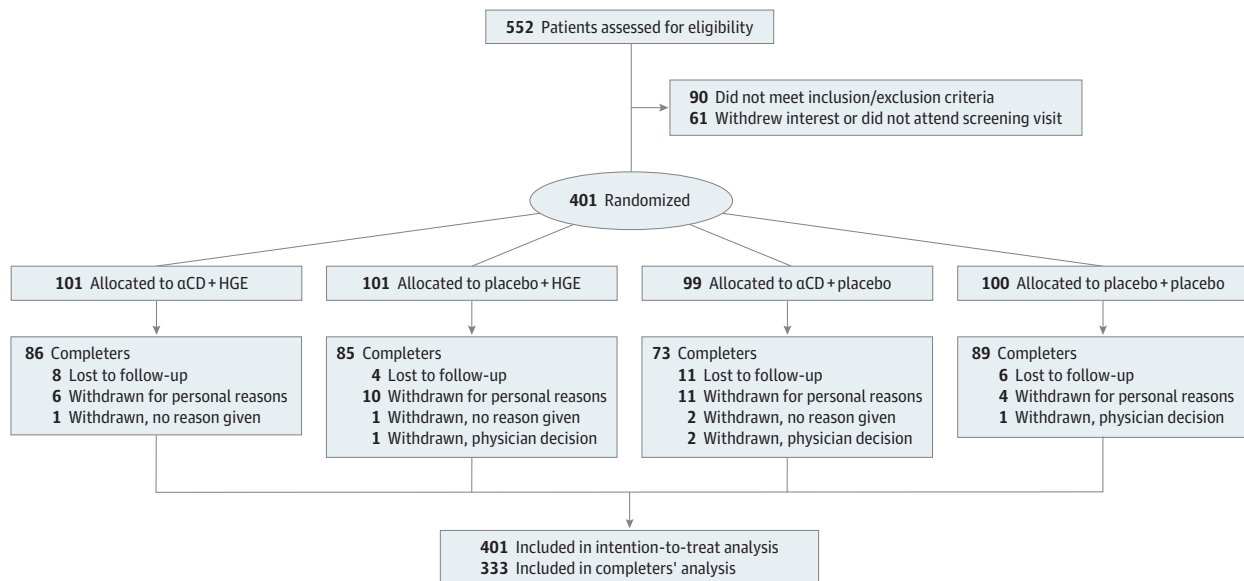 552 Patients assessed for eligibility
90 Did not meet inclusion/exclusion criteria
61 Withdrew interest or did not attend screening visit
401 Randomized
101 Allocated to αCD + HGE
101 Allocated to placebo + HGE
99 Allocated to αCD + placebo
100 Allocated to placebo + placebo
86 Completers
8 Lost to follow-up
6 Withdrawn for personal reasons
1 Withdrawn, no reason given
85 Completers
4 Lost to follow-up
10 Withdrawn for personal reasons
1 Withdrawn, no reason given
1 Withdrawn, physician decision
73 Completers
11 Lost to follow-up
11 Withdrawn for personal reasons
2 Withdrawn, no reason given
2 Withdrawn, physician decision
89 Completers
6 Lost to follow-up
4 Withdrawn for personal reasons
1 Withdrawn, physician decision
401 Included in intention-to-treat analysis
333 Included in completers' analysis